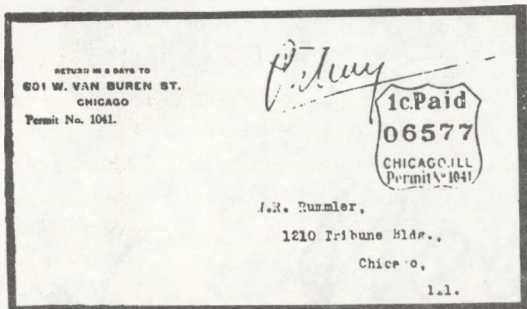 RETURN IN 5 DAYS TO
601 W. VAN BUREN ST.
CHICAGO
Permit No. 1041.
1c. Paid
06577
CHICAGO, ILL
Permit No 1041
Rummler,
1210 Tribune Bldg.,